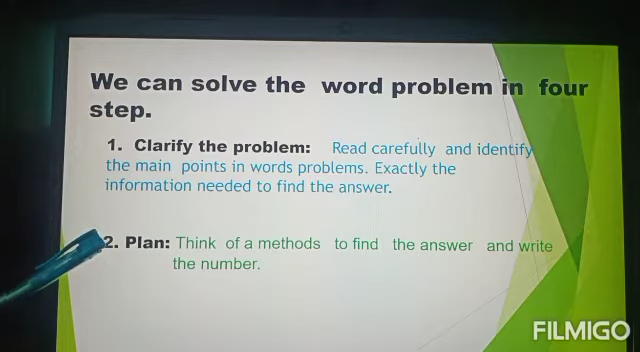 We can solve the word problem in four
step.
1. Clarify the problem: Read carefully and identify
the main points in words problems. Exactly the
information needed to find the answer.
2. Plan: Think of a methods to find the answer and write
the number.
FILMIGO